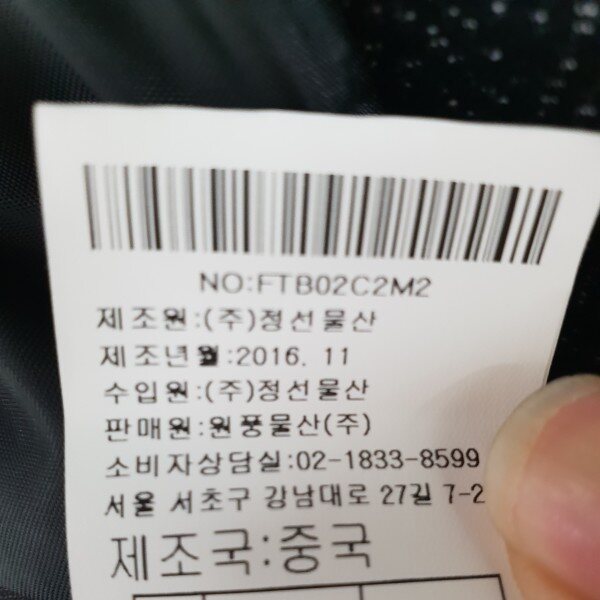 NO:FTB02C2M2
제조원:(주)정선물산
제조년월:2016. 11
수입원:(주)정선물산
판매원:원풍물산(주)
소비자상담실:02-1833-8599
서울 서초구 강남대로 27길 7-2
제조국:중국